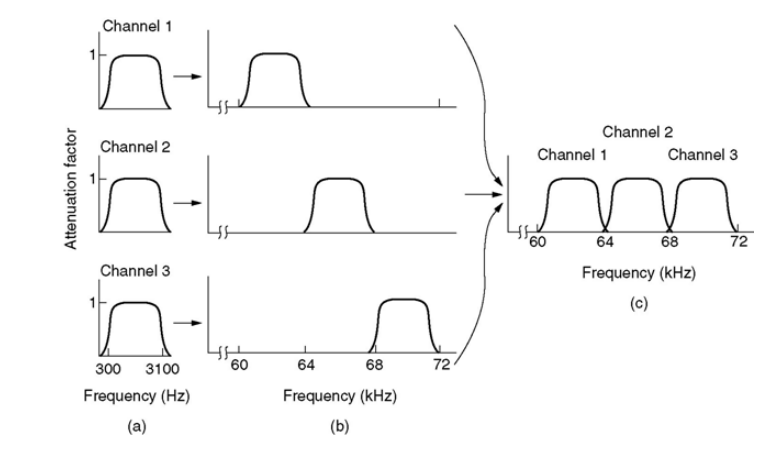 Channel 1
1
Channel 2
Channel 2
1
Channel 1
Channel 3
Attenuation factor
60
64
68
72
Frequency (kHz)
(c)
Channel 3
1
300
3100
60
64
68
72
Frequency (Hz)
Frequency (kHz)
(a)
(b)